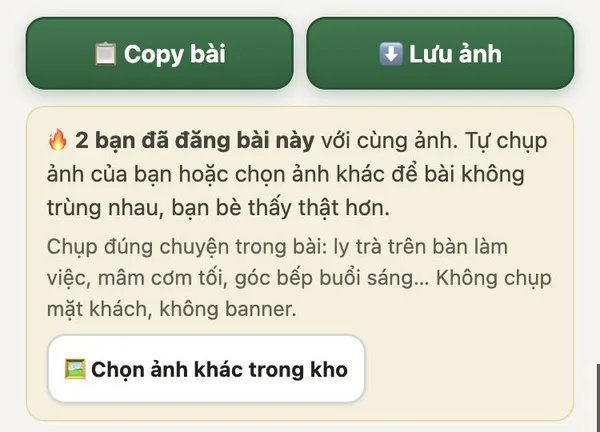 📋 Copy bài
⬇️ Lưu ảnh
🔥 2 bạn đã đăng bài này với cùng ảnh. Tự chụp
ảnh của bạn hoặc chọn ảnh khác để bài không
trùng nhau, bạn bè thấy thật hơn.
Chụp đúng chuyện trong bài: ly trà trên bàn làm
việc, mâm cơm tối, góc bếp buổi sáng... Không chụp
mặt khách, không banner.
🖼️ Chọn ảnh khác trong kho